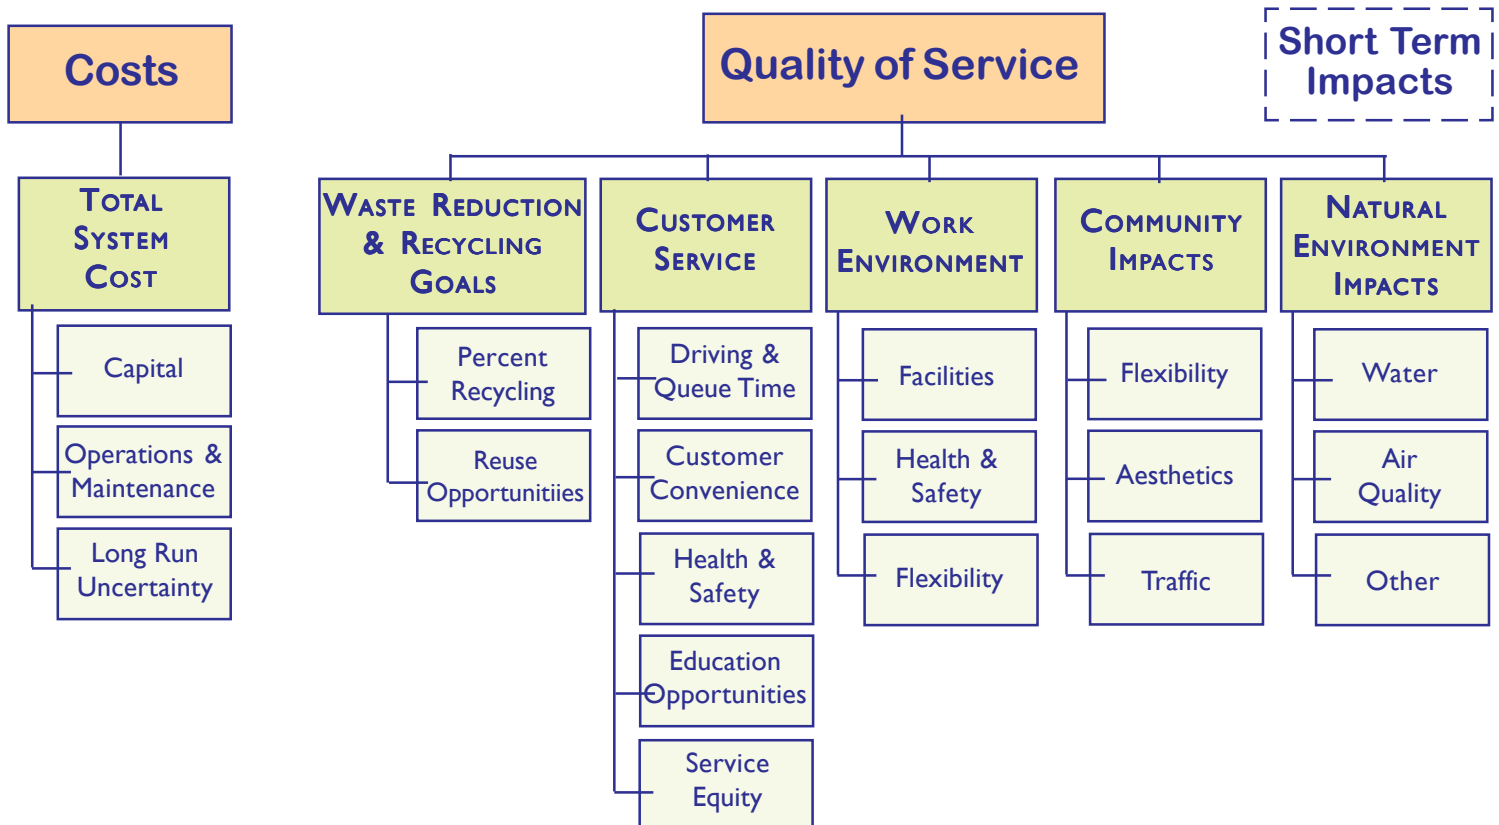 Costs
Quality of Service
Short Term
Impacts
TOTAL
SYSTEM
COST
Capital
Operations &
Maintenance
Long Run
Uncertainty
WASTE REDUCTION
& RECYCLING
GOALS
Percent
Recycling
Reuse
Opportunitiies
CUSTOMER
SERVICE
Driving &
Queue Time
Customer
Convenience
Health &
Safety
Education
Opportunities
Service
Equity
WORK
ENVIRONMENT
Facilities
Health &
Safety
Flexibility
COMMUNITY
IMPACTS
Flexibility
Aesthetics
Traffic
NATURAL
ENVIRONMENT
IMPACTS
Water
Air
Quality
Other